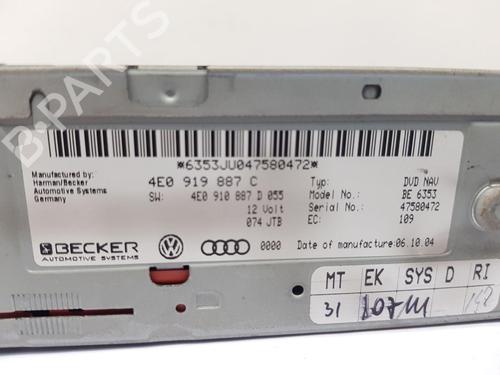 *6353JU047580472*
Manufactured by:
Harman/Becker
Automotive Systems
Germany
4E0 919 887 C
SW: 4E0 910 887 D 055
12 Volt
074 JTB
Typ: DVD NAV
Model No.: BE 6353
Serial No.: 47580472
EC: 109
BECKER
AUTOMOTIVE SYSTEMS
0000 Date of manufacture: 06.10.04
MT EK SYS D RI
31